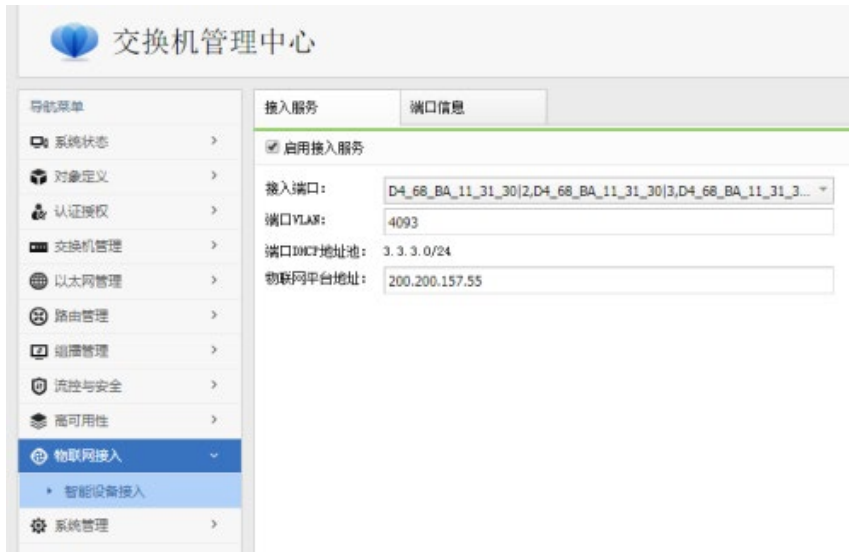 交换机管理中心
导航菜单
系统状态
对象定义
认证授权
交换机管理
以太网管理
路由管理
组播管理
流控与安全
高可用性
物联网接入
智能设备接入
系统管理
接入服务
端口信息
启用接入服务
接入端口: D4_68_BA_11_31_30|2,D4_68_BA_11_31_30|3,D4_68_BA_11_31_3...
端口VLAN: 4093
端口DHCP地址池: 3.3.3.0/24
物联网平台地址: 200.200.157.55